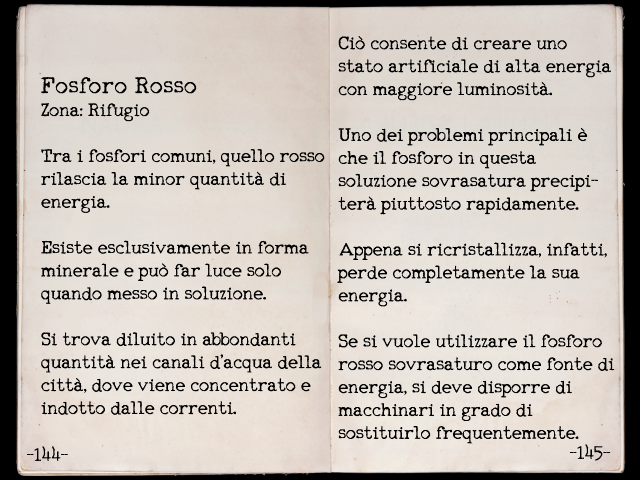 Fosforo Rosso
Zona: Rifugio
Tra i fosfori comuni, quello rosso
rilascia la minor quantità di
energia.
Esiste esclusivamente in forma
minerale e può far luce solo
quando messo in soluzione.
Si trova diluito in abbondanti
quantità nei canali d'acqua della
città, dove viene concentrato e
indotto dalle correnti.
-144-
Ciò consente di creare uno
stato artificiale di alta energia
con maggiore luminosità.
Uno dei problemi principali è
che il fosforo in questa
soluzione sovrasatura precipi-
terà piuttosto rapidamente.
Appena si ricristallizza, infatti,
perde completamente la sua
energia.
Se si vuole utilizzare il fosforo
rosso sovrasaturo come fonte di
energia, si deve disporre di
macchinari in grado di
sostituirlo frequentemente.
-145-